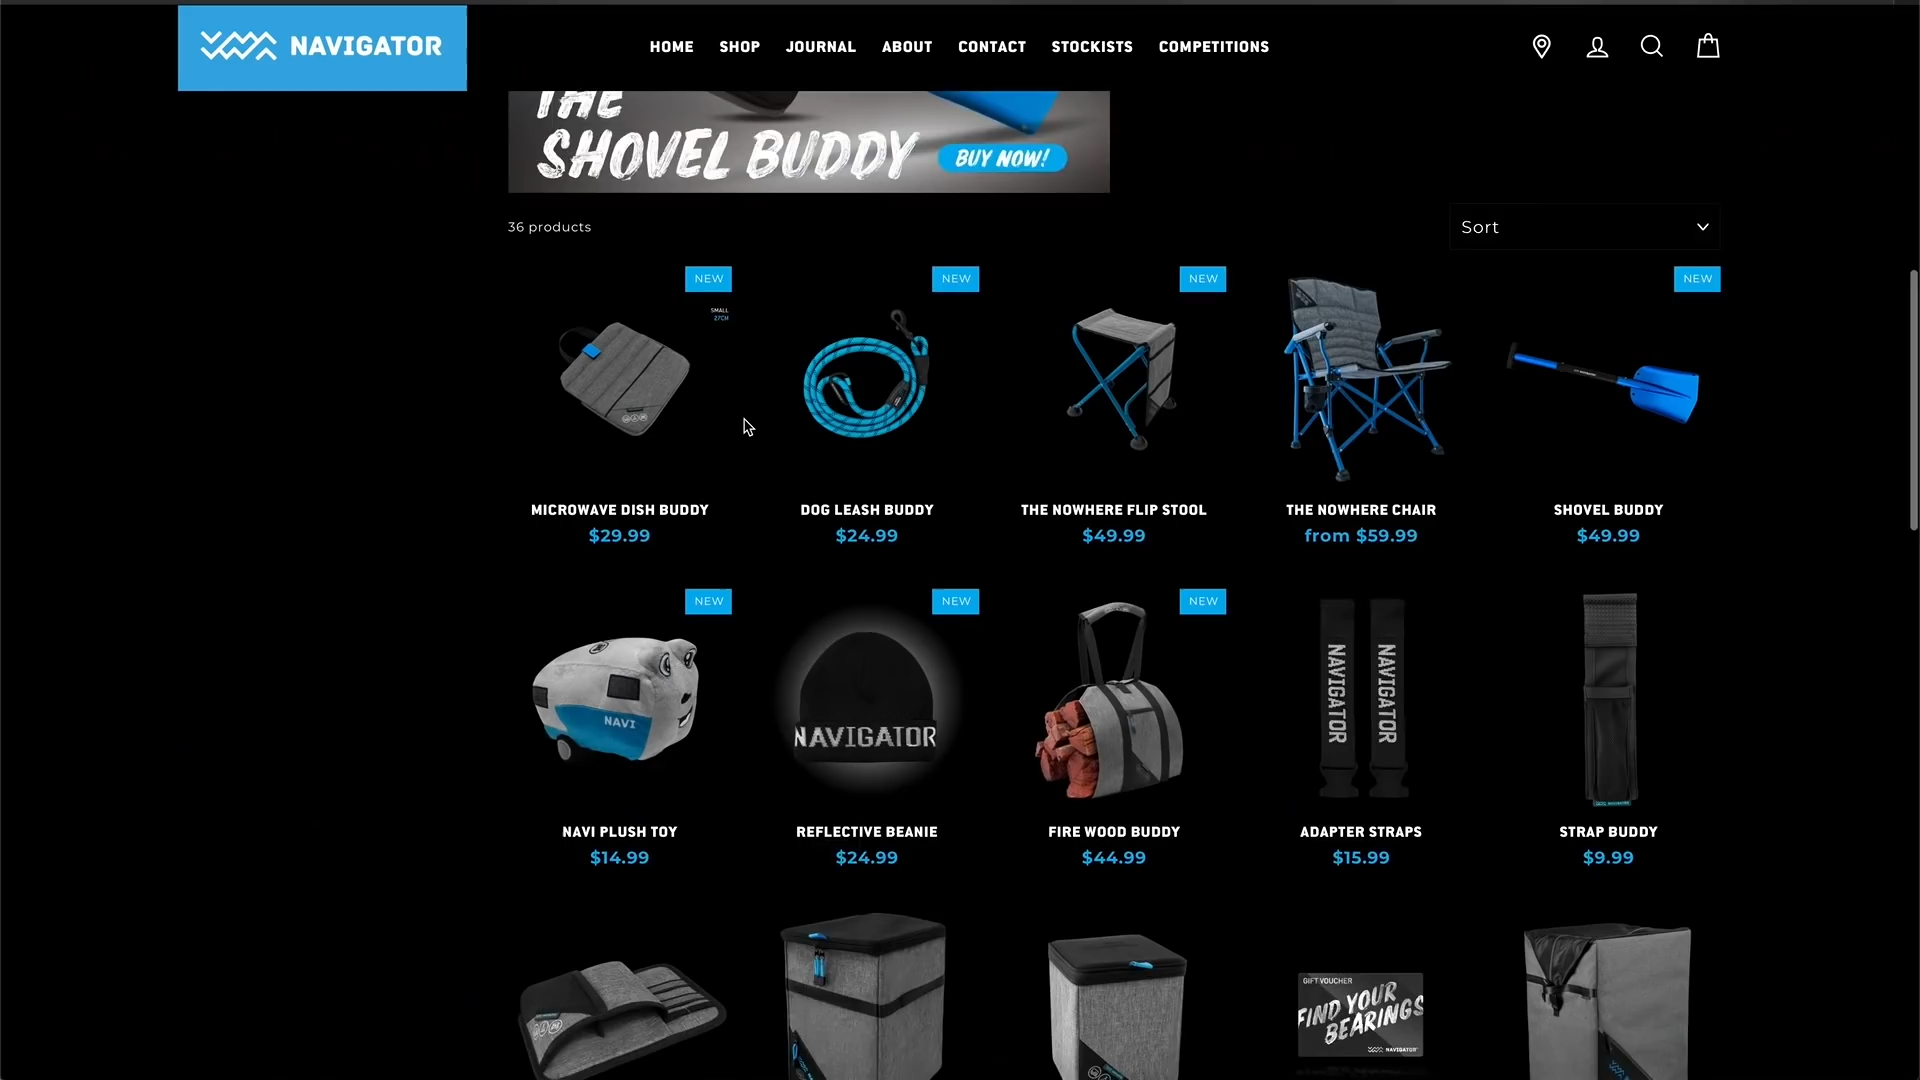 NAVIGATOR
HOME SHOP JOURNAL ABOUT CONTACT STOCKISTS COMPETITIONS
THE
SHOVEL BUDDY
BUY NOW!
36 products
Sort
NEW
NEW
NEW
NEW
SMALL
27CM
MICROWAVE DISH BUDDY
$29.99
DOG LEASH BUDDY
$24.99
THE NOWHERE FLIP STOOL
$49.99
THE NOWHERE CHAIR
from $59.99
SHOVEL BUDDY
$49.99
NEW
NEW
NEW
NAVI
NAVIGATOR
NAVIGATOR
NAVIGATOR
NAVI PLUSH TOY
$14.99
REFLECTIVE BEANIE
$24.99
FIRE WOOD BUDDY
$44.99
ADAPTER STRAPS
$15.99
STRAP BUDDY
$9.99
GIFT VOUCHER
FIND YOUR
BEARINGS
NAVIGATOR